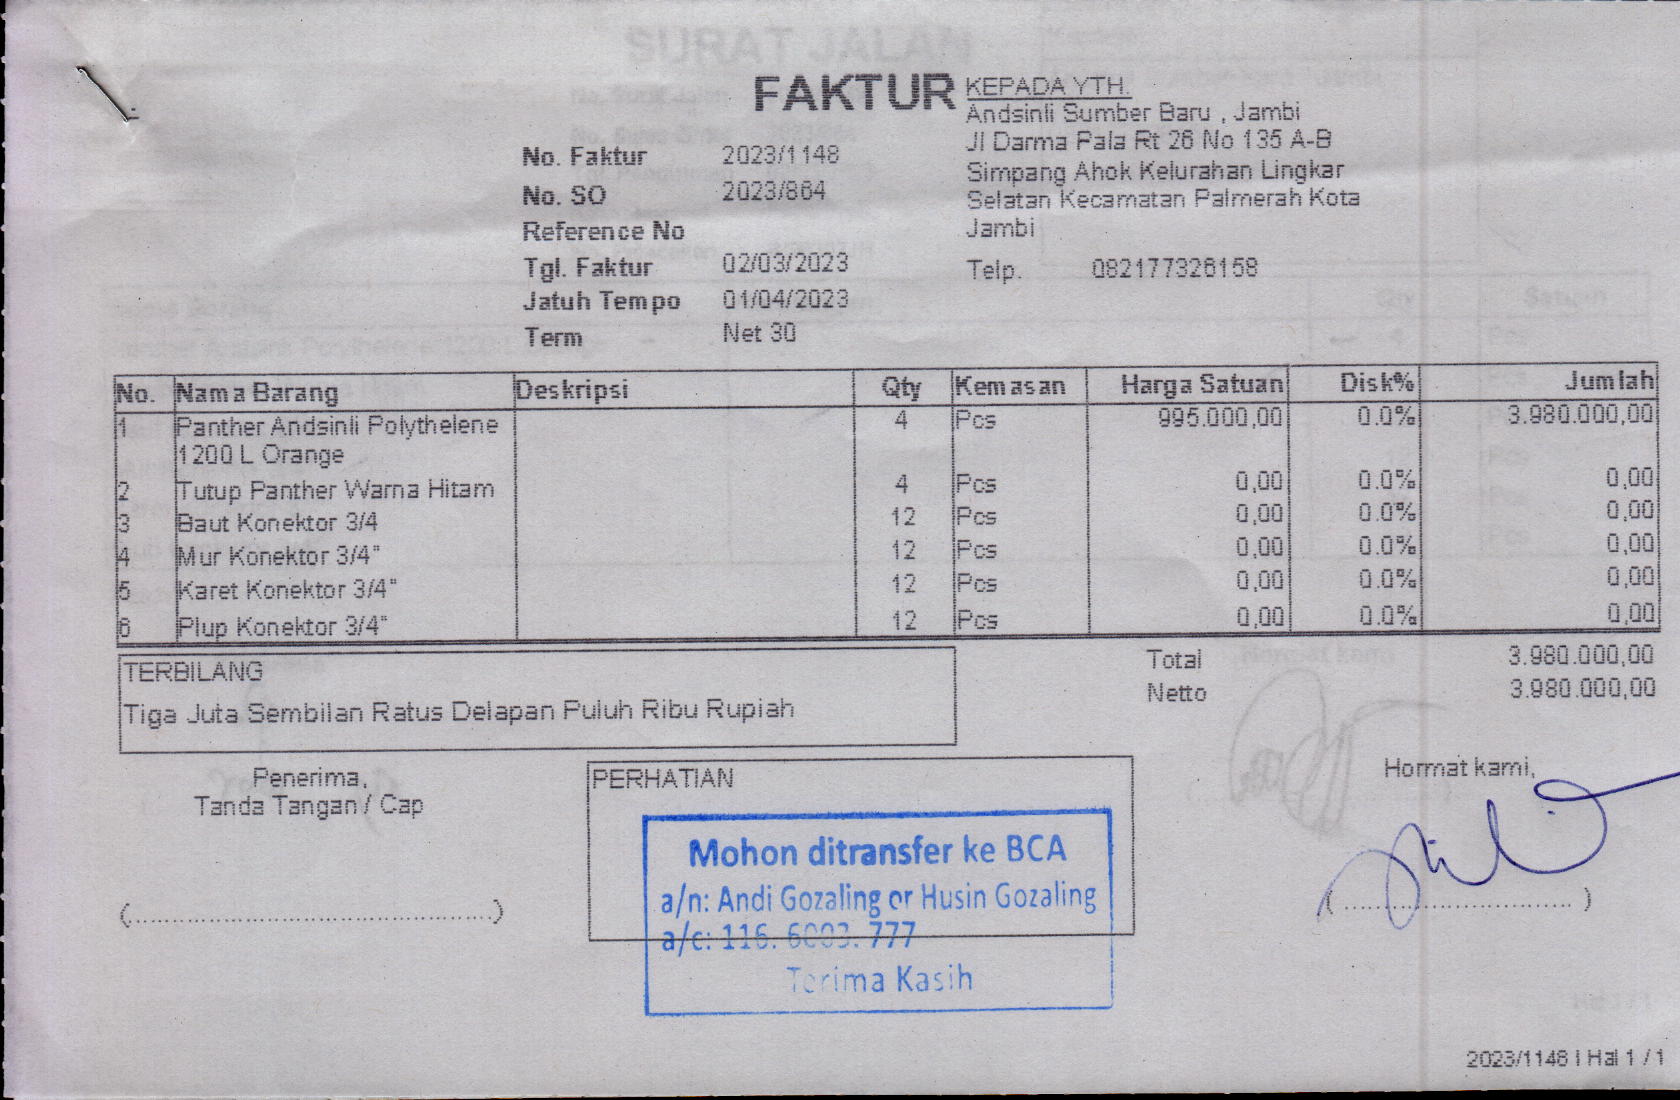 FAKTUR
No. Faktur 2023/1148
No. SO 2023/864
Reference No
Tgl. Faktur 02/03/2023
Jatuh Tempo 01/04/2023
Term Net 30
KEPADA YTH.
Andsinli Sumber Baru , Jambi
Jl Darma Pala Rt 26 No 135 A-B
Simpang Ahok Kelurahan Lingkar
Selatan Kecamatan Palmerah Kota
Jambi
Telp. 082177326158
No. Nama Barang Deskripsi Qty Kemasan Harga Satuan Disk% Jumlah
1 Panther Andsinli Polythelene 4 Pcs 995.000,00 0.0% 3.980.000,00
1200 L Orange
2 Tutup Panther Warna Hitam 4 Pcs 0,00 0.0% 0,00
3 Baut Konektor 3/4 12 Pcs 0,00 0.0% 0,00
4 Mur Konektor 3/4" 12 Pcs 0,00 0.0% 0,00
5 Karet Konektor 3/4" 12 Pcs 0,00 0.0% 0,00
6 Plup Konektor 3/4" 12 Pcs 0,00 0.0% 0,00
TERBILANG
Tiga Juta Sembilan Ratus Delapan Puluh Ribu Rupiah
Total 3.980.000,00
Netto 3.980.000,00
Penerima,
Tanda Tangan / Cap
(..........................................)
PERHATIAN
Mohon ditransfer ke BCA
a/n: Andi Gozaling or Husin Gozaling
a/c: 116. 777
Terima Kasih
Hormat kami,
(............................)
2023/1148 | Hal 1 / 1
SURAT JALAN